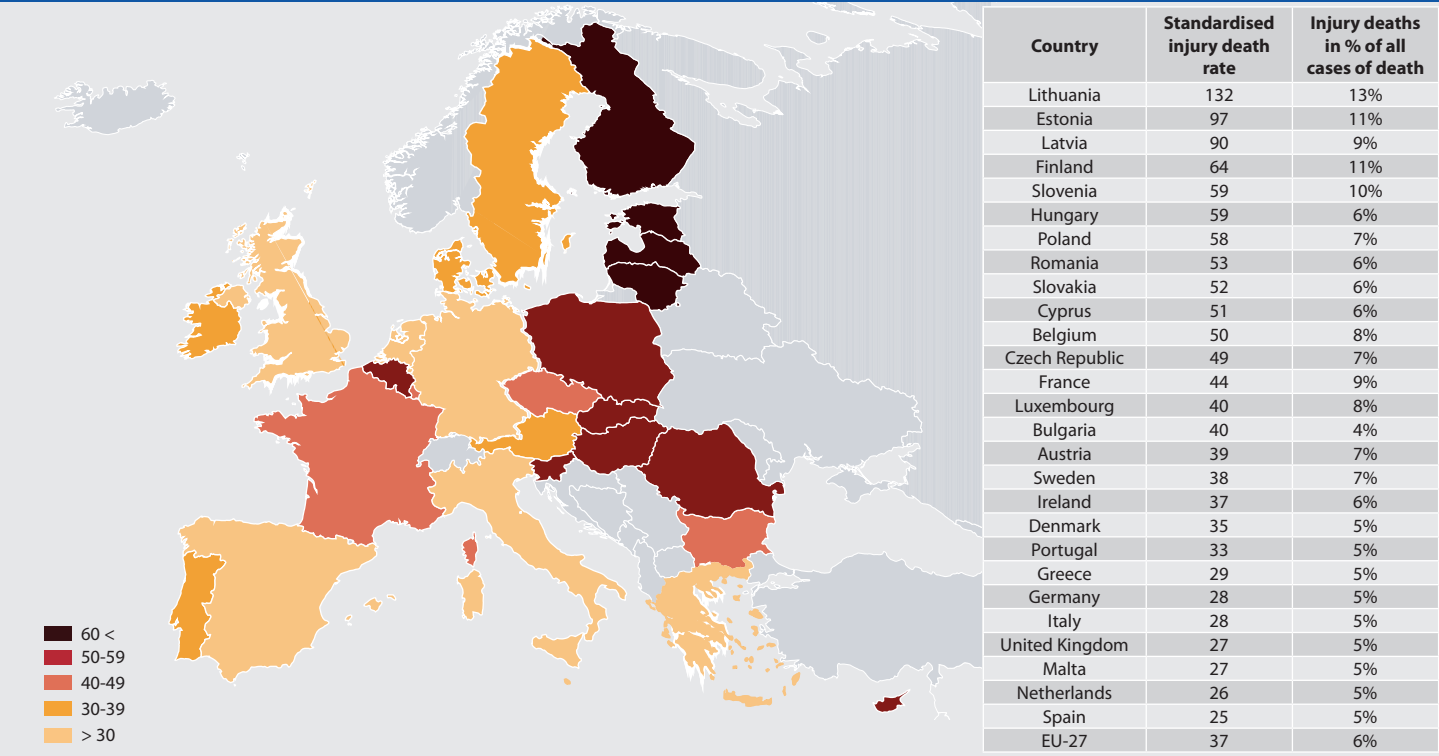 60 <
50-59
40-49
30-39
> 30
Country
Standardised
injury death
rate
Injury deaths
in % of all
cases of death
Lithuania 132 13%
Estonia 97 11%
Latvia 90 9%
Finland 64 11%
Slovenia 59 10%
Hungary 59 6%
Poland 58 7%
Romania 53 6%
Slovakia 52 6%
Cyprus 51 6%
Belgium 50 8%
Czech Republic 49 7%
France 44 9%
Luxembourg 40 8%
Bulgaria 40 4%
Austria 39 7%
Sweden 38 7%
Ireland 37 6%
Denmark 35 5%
Portugal 33 5%
Greece 29 5%
Germany 28 5%
Italy 28 5%
United Kingdom 27 5%
Malta 27 5%
Netherlands 26 5%
Spain 25 5%
EU-27 37 6%